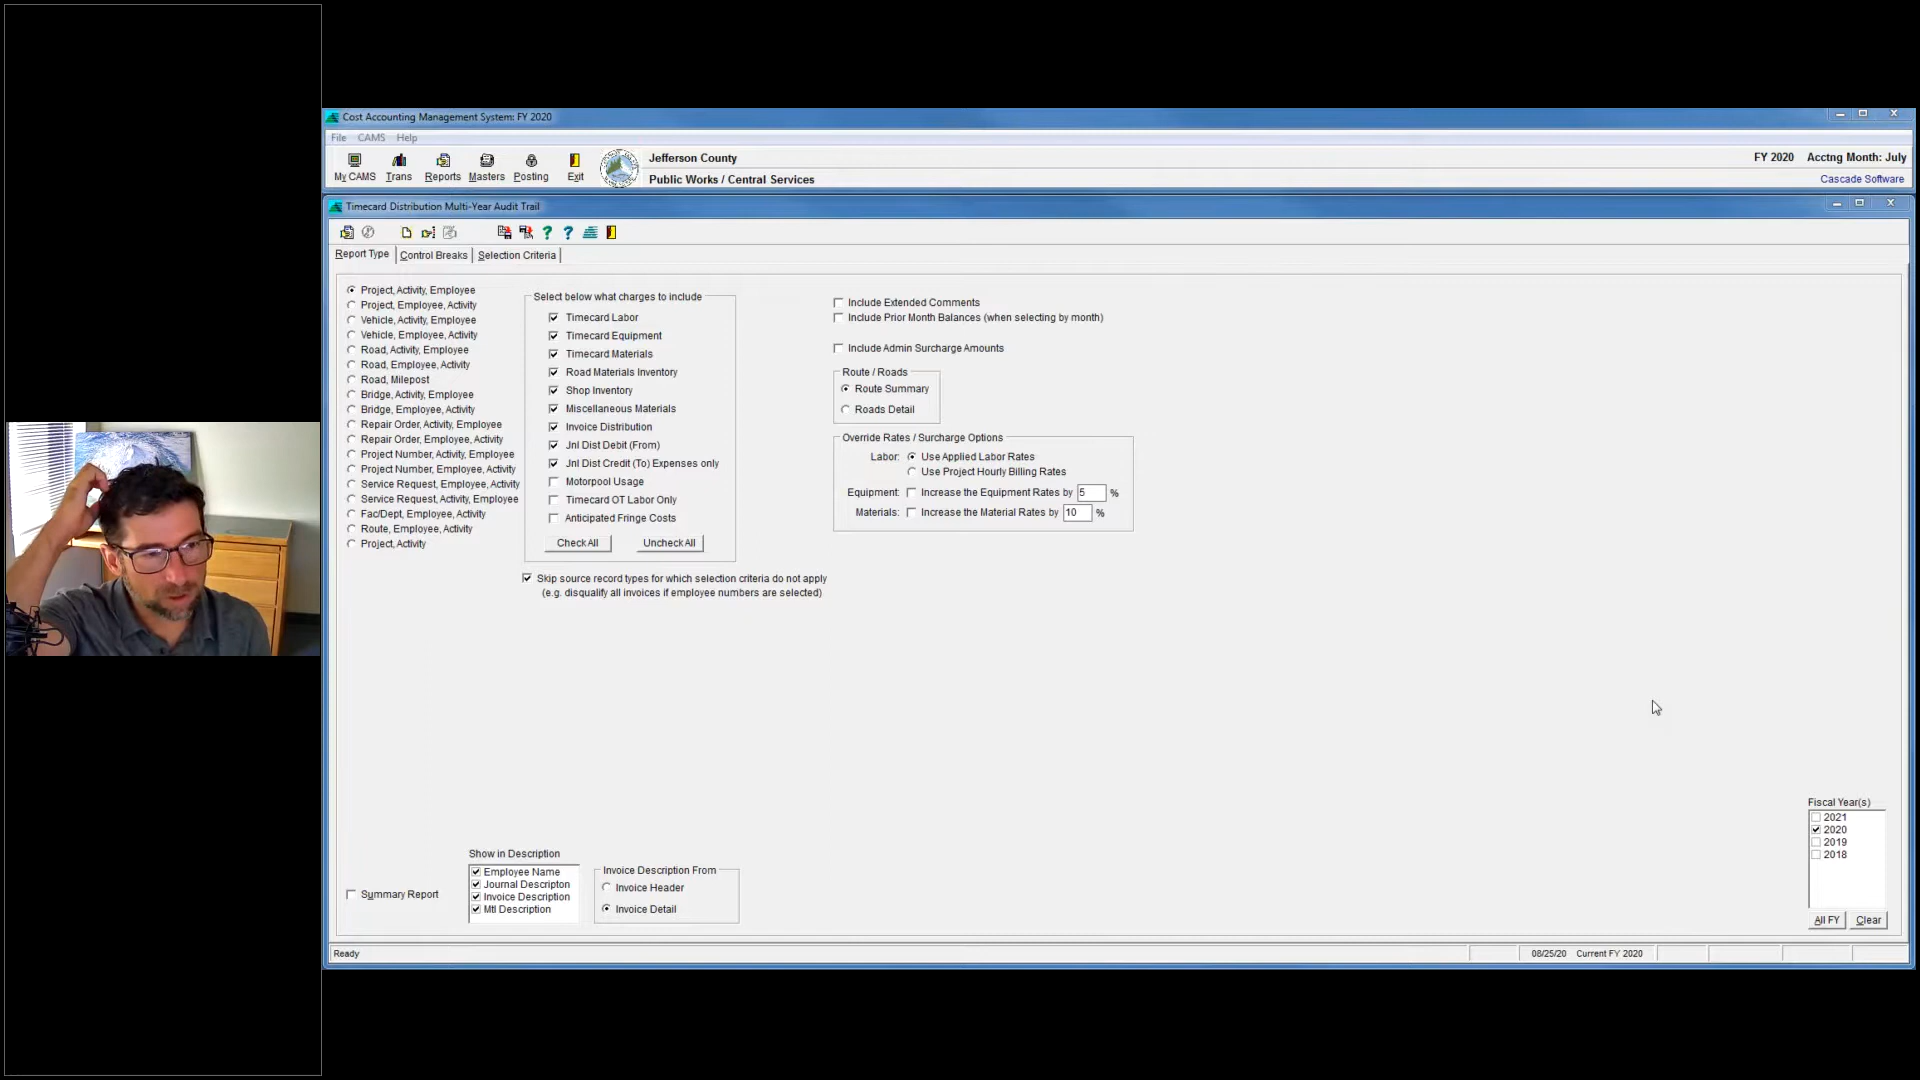 Cost Accounting Management System: FY 2020
File CAMS Help
My CAMS Trans Reports Masters Posting Exit
Jefferson County
Public Works / Central Services
FY 2020 Acctng Month: July
Cascade Software
Timecard Distribution Multi-Year Audit Trail
Report Type Control Breaks Selection Criteria
Project, Activity, Employee
Project, Employee, Activity
Vehicle, Activity, Employee
Vehicle, Employee, Activity
Road, Activity, Employee
Road, Employee, Activity
Road, Milepost
Bridge, Activity, Employee
Bridge, Employee, Activity
Repair Order, Activity, Employee
Repair Order, Employee, Activity
Project Number, Activity, Employee
Project Number, Employee, Activity
Service Request, Employee, Activity
Service Request, Activity, Employee
Fac/Dept, Employee, Activity
Route, Employee, Activity
Project, Activity
Select below what charges to include
Timecard Labor
Timecard Equipment
Timecard Materials
Road Materials Inventory
Shop Inventory
Miscellaneous Materials
Invoice Distribution
Jnl Dist Debit (From)
Jnl Dist Credit (To) Expenses only
Motorpool Usage
Timecard OT Labor Only
Anticipated Fringe Costs
Check All Uncheck All
Skip source record types for which selection criteria do not apply
(e.g. disqualify all invoices if employee numbers are selected)
Include Extended Comments
Include Prior Month Balances (when selecting by month)
Include Admin Surcharge Amounts
Route / Roads
Route Summary
Roads Detail
Override Rates / Surcharge Options
Labor: Use Applied Labor Rates
Use Project Hourly Billing Rates
Equipment: Increase the Equipment Rates by 5 %
Materials: Increase the Material Rates by 10 %
Fiscal Year(s)
2021
2020
2019
2018
All FY Clear
Summary Report
Show in Description
Employee Name
Journal Descripton
Invoice Description
Mtl Description
Invoice Description From
Invoice Header
Invoice Detail
Ready
08/25/20 Current FY 2020